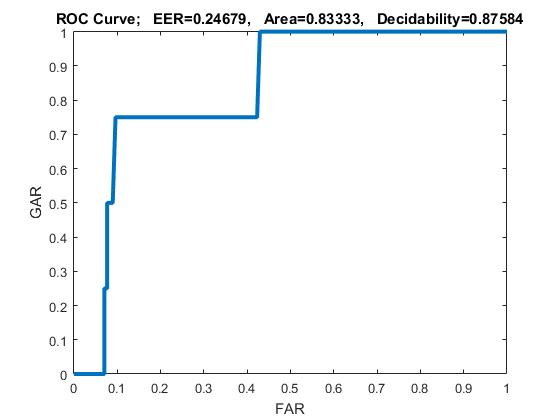 ROC Curve; EER=0.24679, Area=0.83333, Decidability=0.87584
1
0.9
0.8
0.7
0.6
0.5
0.4
0.3
0.2
0.1
0
GAR
0 0.1 0.2 0.3 0.4 0.5 0.6 0.7 0.8 0.9 1
FAR